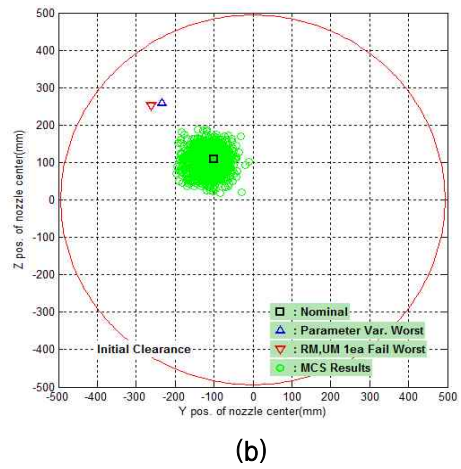 500
400
300
200
100
0
-100
-200
-300
-400
-500
Z pos. of nozzle center(mm)
: Nominal
: Parameter Var. Worst
: RM,UM 1ea Fail Worst
: MCS Results
Initial Clearance
-500 -400 -300 -200 -100 0 100 200 300 400 500
Y pos. of nozzle center(mm)
(b)